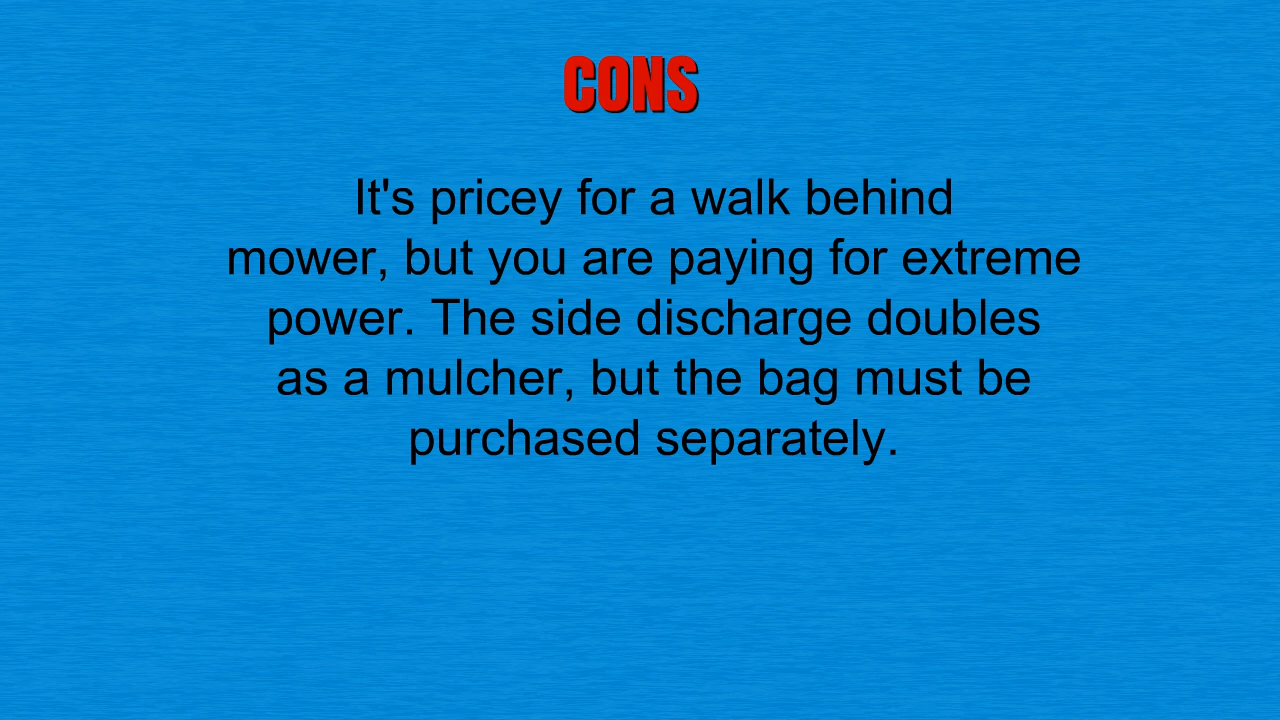 CONS
It's pricey for a walk behind
mower, but you are paying for extreme
power. The side discharge doubles
as a mulcher, but the bag must be
purchased separately.